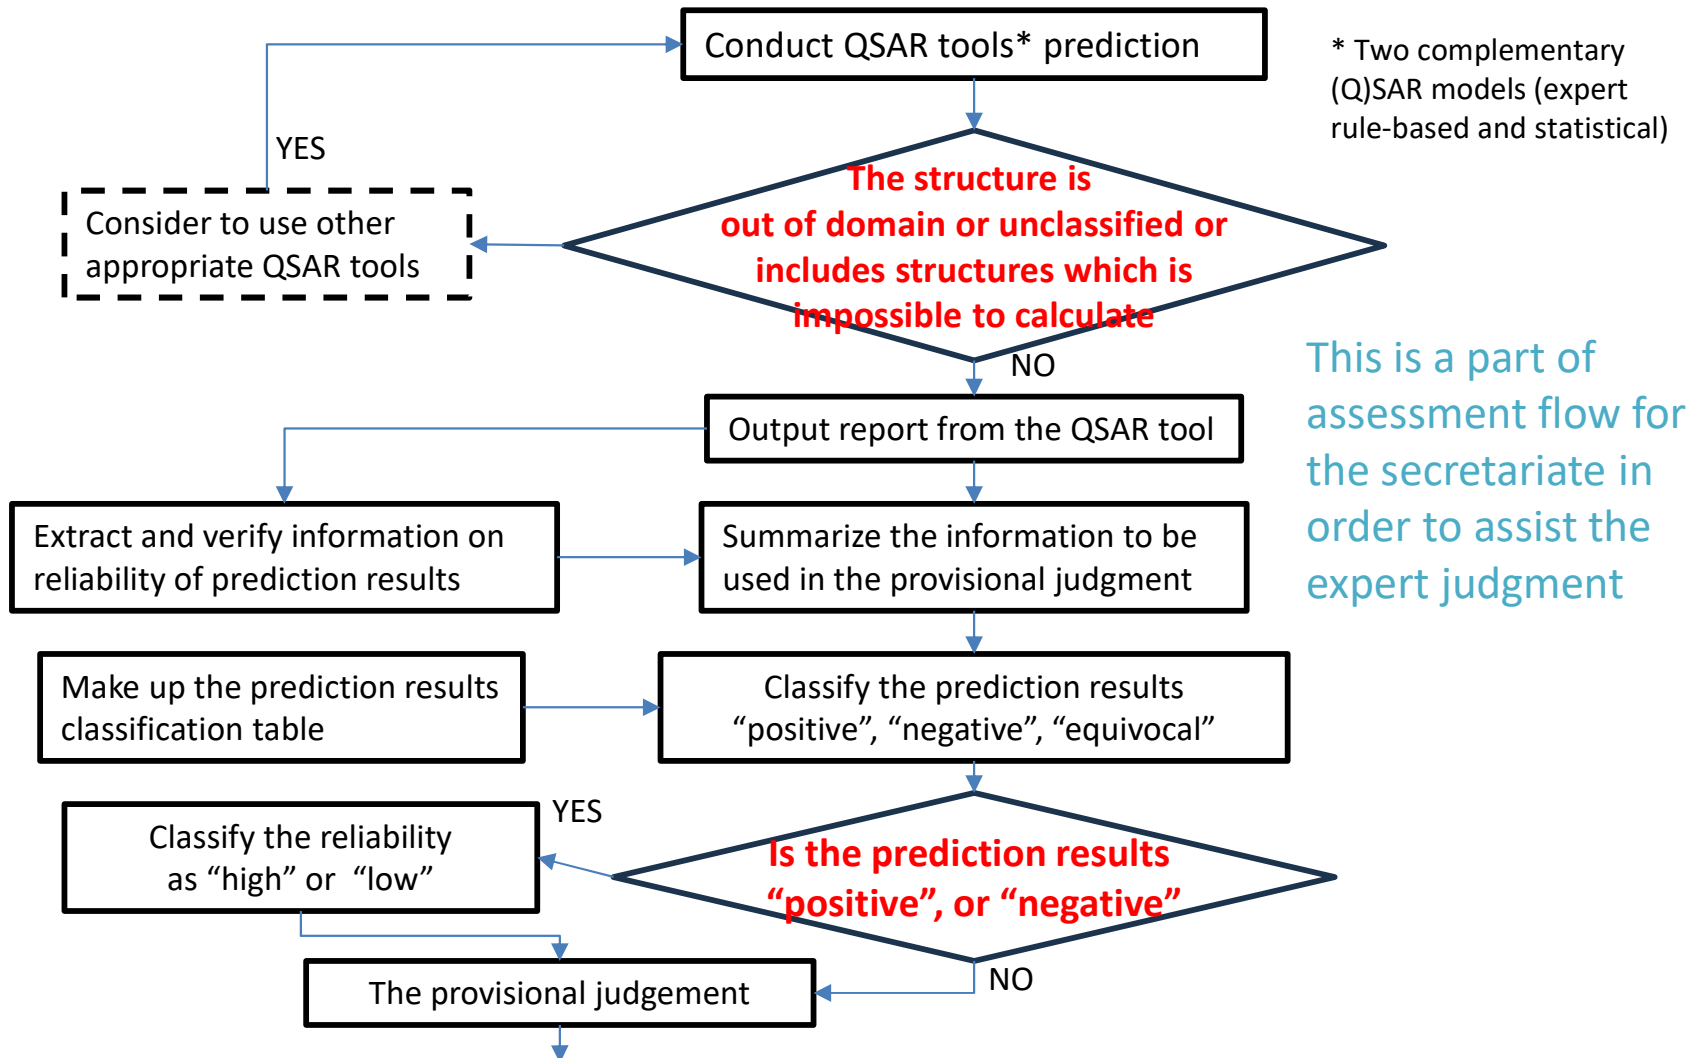 Conduct QSAR tools* prediction
* Two complementary
(Q)SAR models (expert
rule-based and statistical)
YES
The structure is
out of domain or unclassified or
includes structures which is
impossible to calculate
Consider to use other
appropriate QSAR tools
NO
This is a part of
assessment flow for
the secretariate in
order to assist the
expert judgment
Output report from the QSAR tool
Extract and verify information on
reliability of prediction results
Summarize the information to be
used in the provisional judgment
Make up the prediction results
classification table
Classify the prediction results
“positive”, “negative”, “equivocal”
YES
Classify the reliability
as “high” or “low”
Is the prediction results
“positive”, or “negative”
NO
The provisional judgement